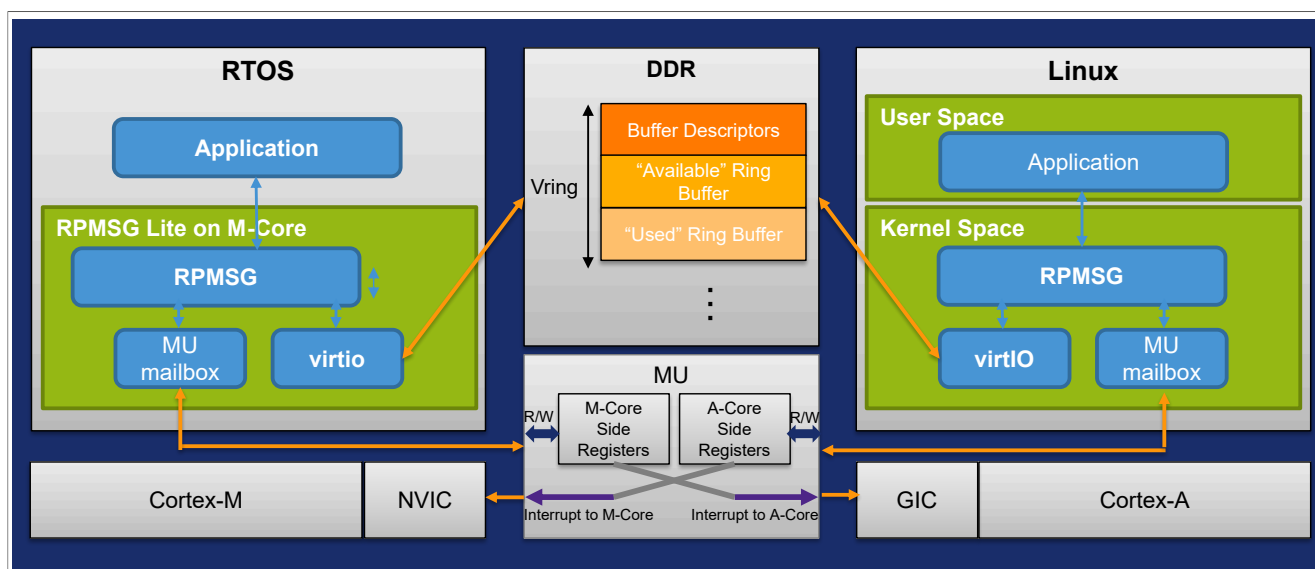 RTOS
Application
RPMSG Lite on M-Core
RPMSG
MU
mailbox
virtio
DDR
Vring
Buffer Descriptors
“Available” Ring
Buffer
“Used” Ring Buffer
Linux
User Space
Application
Kernel Space
RPMSG
virtIO
MU
mailbox
MU
R/W
M-Core
Side
Registers
A-Core
Side
Registers
R/W
Interrupt to M-Core
Interrupt to A-Core
Cortex-M
NVIC
GIC
Cortex-A